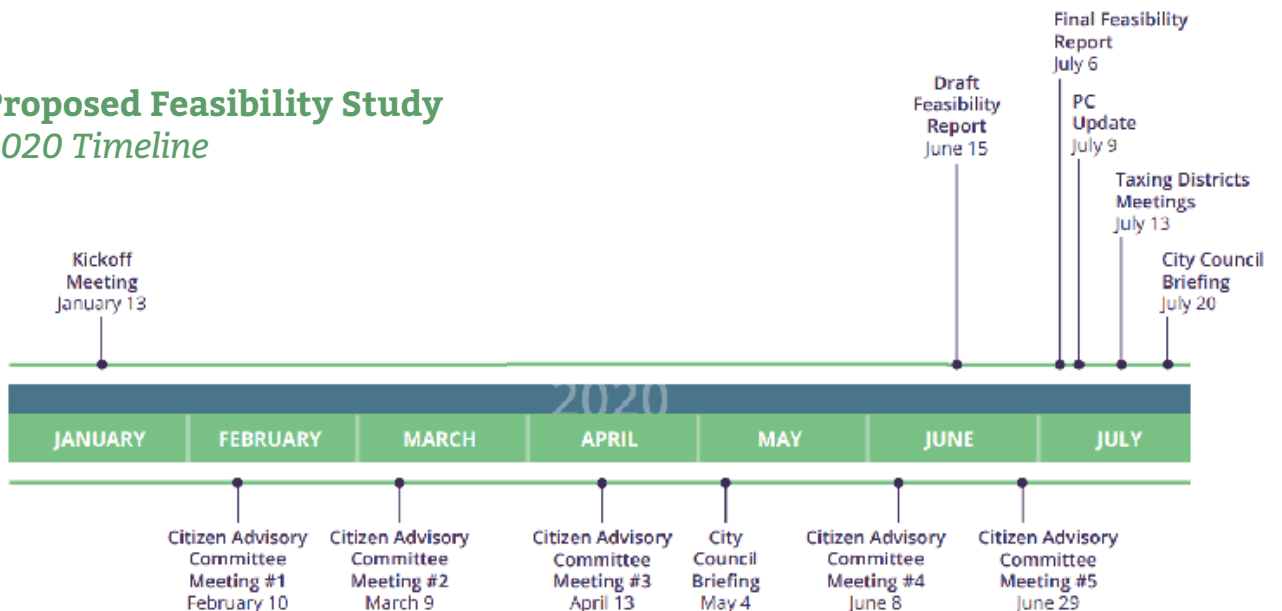 Proposed Feasibility Study
2020 Timeline
Final Feasibility
Report
July 6
Draft
Feasibility
Report
June 15
PC
Update
July 9
Taxing Districts
Meetings
July 13
Kickoff
Meeting
January 13
City Council
Briefing
July 20
2020
JANUARY FEBRUARY MARCH APRIL MAY JUNE JULY
Citizen Advisory
Committee
Meeting #1
February 10
Citizen Advisory
Committee
Meeting #2
March 9
Citizen Advisory
Committee
Meeting #3
April 13
City
Council
Briefing
May 4
Citizen Advisory
Committee
Meeting #4
June 8
Citizen Advisory
Committee
Meeting #5
June 29